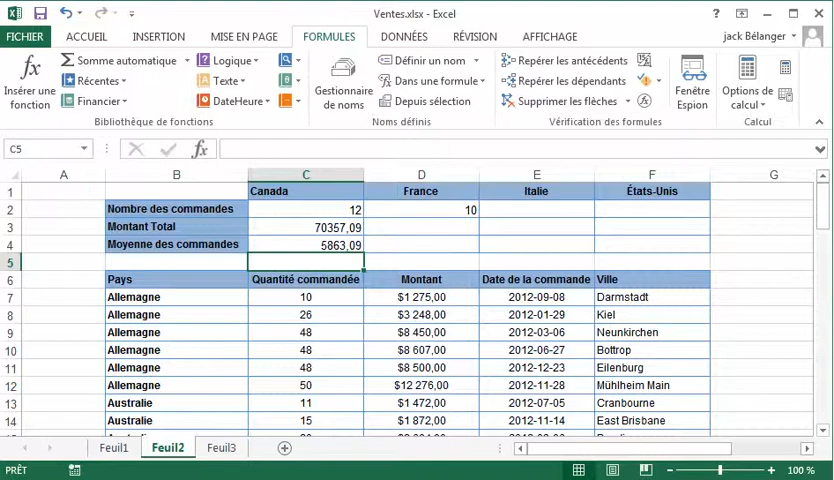 Ventes.xlsx - Excel
FICHIER ACCUEIL INSERTION MISE EN PAGE FORMULES DONNÉES RÉVISION AFFICHAGE jack Bélanger
Insérer une fonction
Somme automatique
Récentes
Financier
Logique
Texte
DateHeure
Bibliothèque de fonctions
Gestionnaire de noms
Définir un nom
Dans une formule
Depuis sélection
Noms définis
Repérer les antécédents
Repérer les dépendants
Supprimer les flèches
Vérification des formules
Fenêtre Espion
Options de calcul
Calcul
C5 fx
A B C D E F G
1 Canada France Italie États-Unis
2 Nombre des commandes 12 10
3 Montant Total 70357,09
4 Moyenne des commandes 5863,09
5
6 Pays Quantité commandée Montant Date de la commande Ville
7 Allemagne 10 $1 275,00 2012-09-08 Darmstadt
8 Allemagne 26 $3 248,00 2012-01-29 Kiel
9 Allemagne 48 $8 450,00 2012-03-06 Neunkirchen
10 Allemagne 48 $8 607,00 2012-06-27 Bottrop
11 Allemagne 48 $8 500,00 2012-12-23 Eilenburg
12 Allemagne 50 $12 276,00 2012-11-28 Mühlheim Main
13 Australie 11 $1 472,00 2012-07-05 Cranbourne
14 Australie 15 $1 872,00 2012-11-14 East Brisbane
Feuil1 Feuil2 Feuil3
PRÊT 100 %